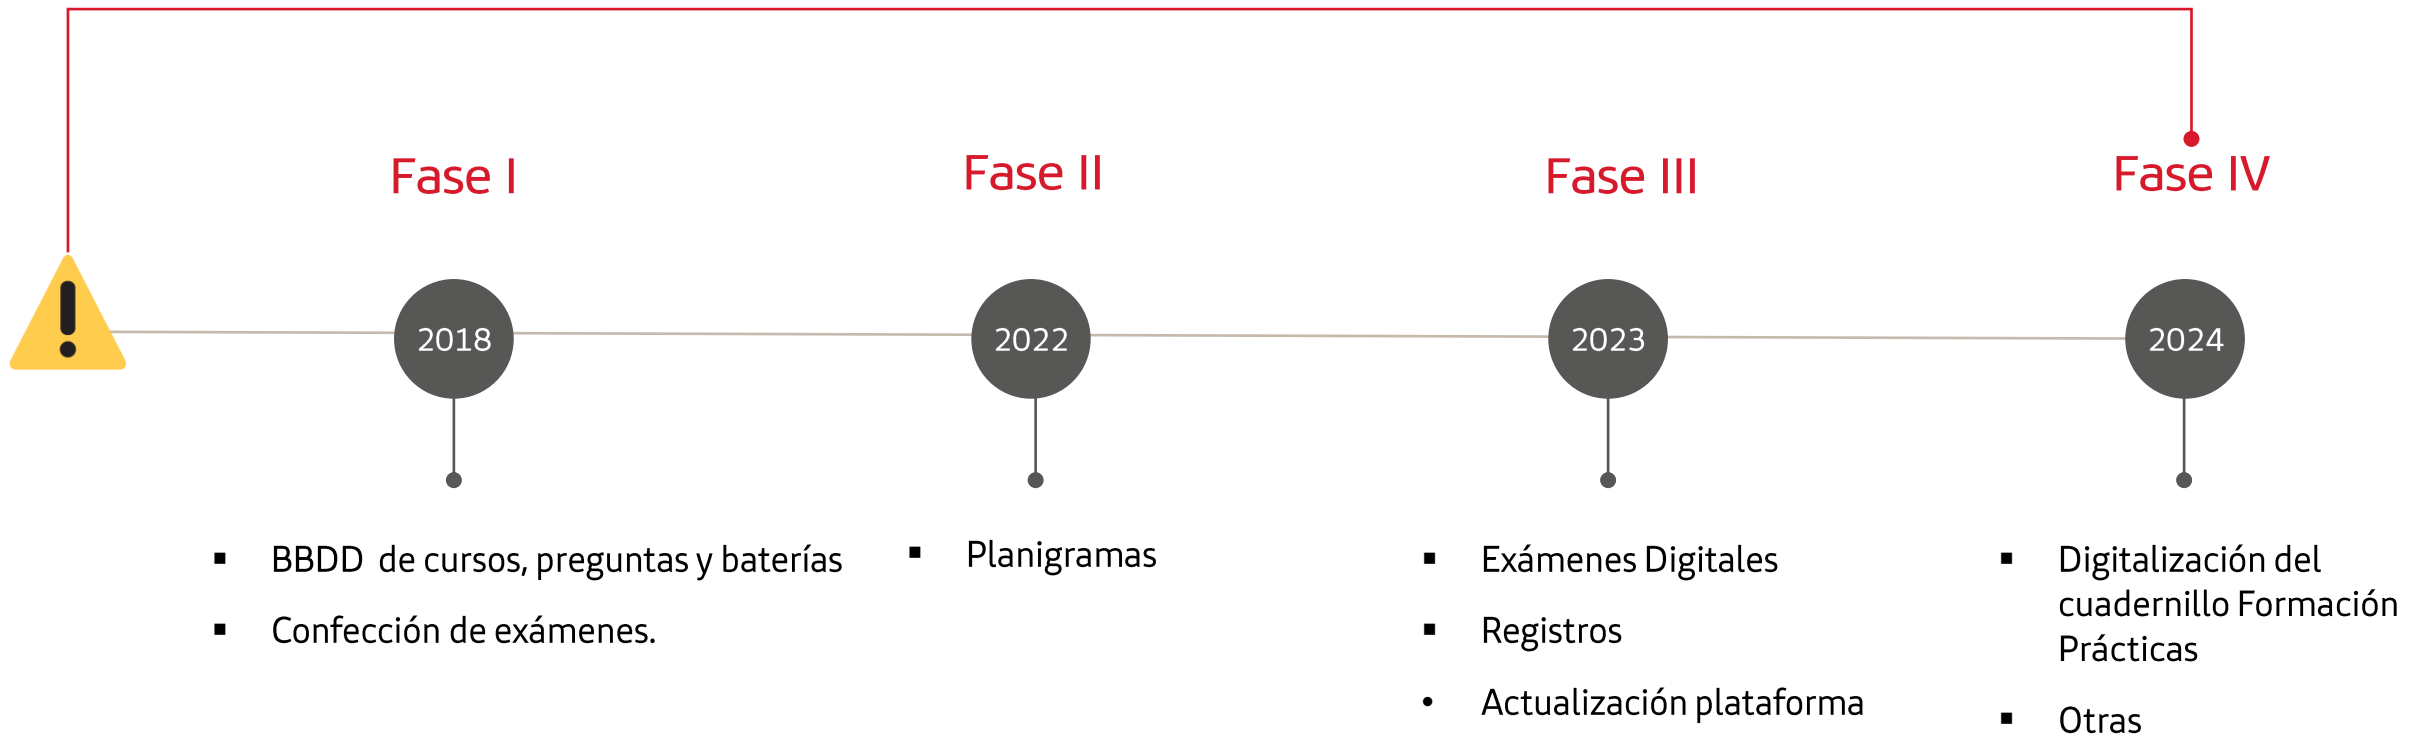 Fase I
Fase II
Fase III
Fase IV
2018
2022
2023
2024
▪ BBDD de cursos, preguntas y baterías
▪ Confección de exámenes.
▪ Planigramas
▪ Exámenes Digitales
▪ Registros
• Actualización plataforma
▪ Digitalización del
cuadernillo Formación
Prácticas
▪ Otras